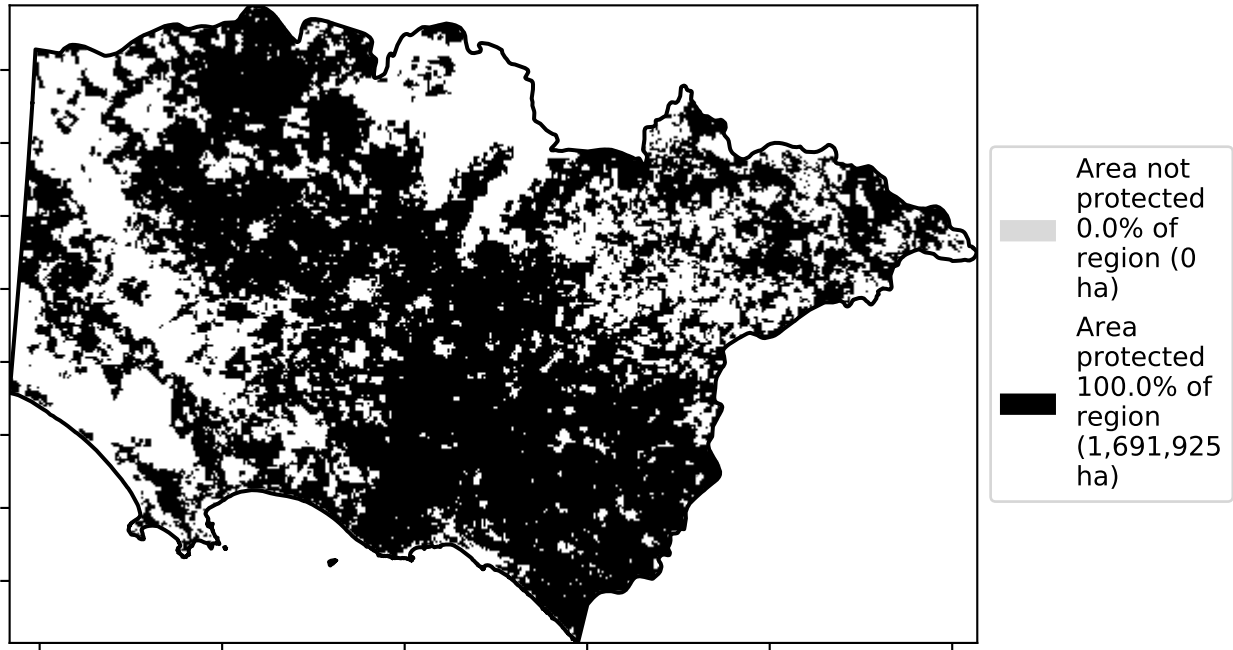 Area not
protected
0.0% of
region (0
ha)
Area
protected
100.0% of
region
(1,691,925
ha)